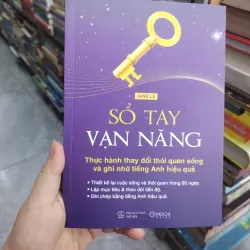 JANE LE
SỔ TAY
VẠN NĂNG
Thực hành thay đổi thói quen sống
và ghi nhớ tiếng Anh hiệu quả
• Thiết kế lại cuộc sống và thói quen trong 90 ngày.
• Lập mục tiêu & theo dõi tiến độ.
• Ghi chép bằng tiếng Anh hiệu quả.